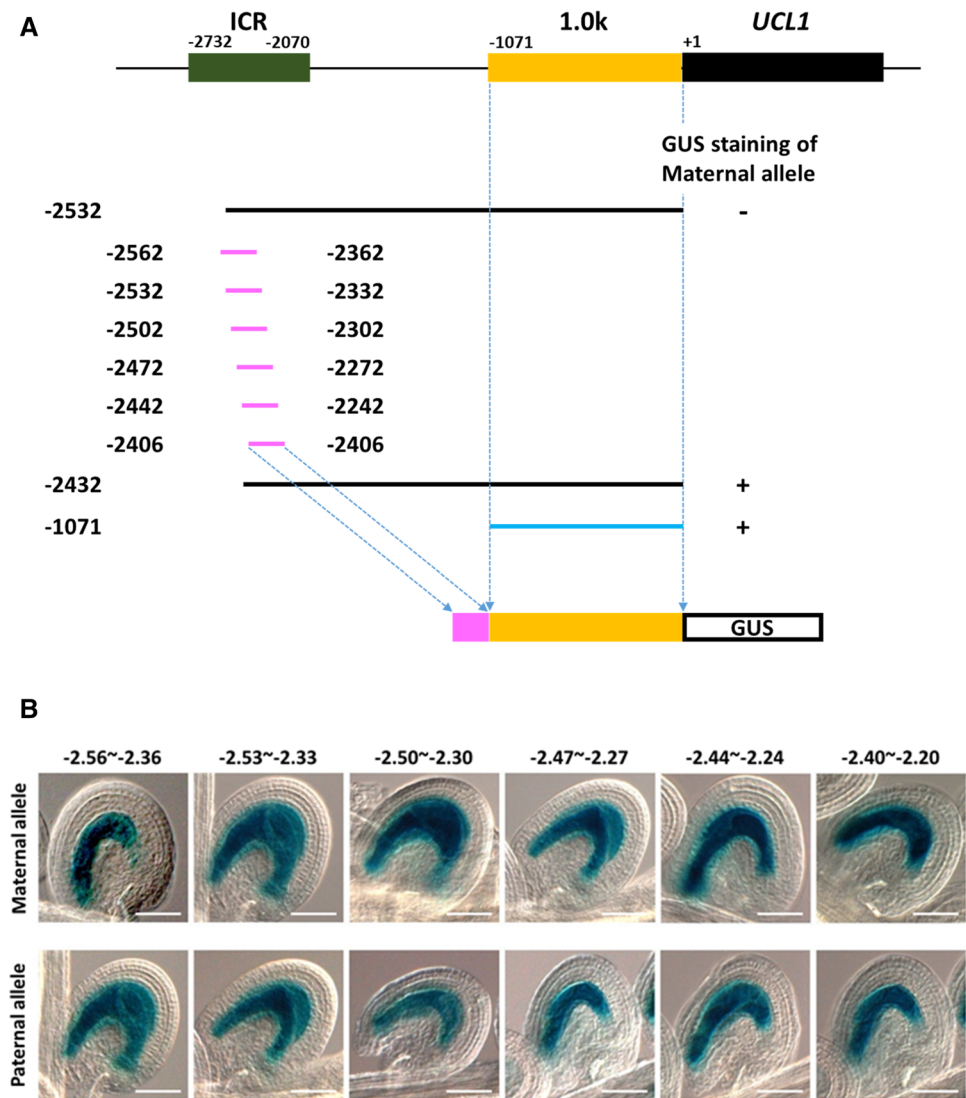 A
ICR
1.0k
UCL1
-2732
-2070
-1071
+1
GUS staining of
Maternal allele
-2532
-
-2562
-2362
-2532
-2332
-2502
-2302
-2472
-2272
-2442
-2242
-2406
-2406
-2432
+
-1071
+
GUS
B
-2.56~-2.36
-2.53~-2.33
-2.50~-2.30
-2.47~-2.27
-2.44~-2.24
-2.40~-2.20
Maternal allele
Paternal allele